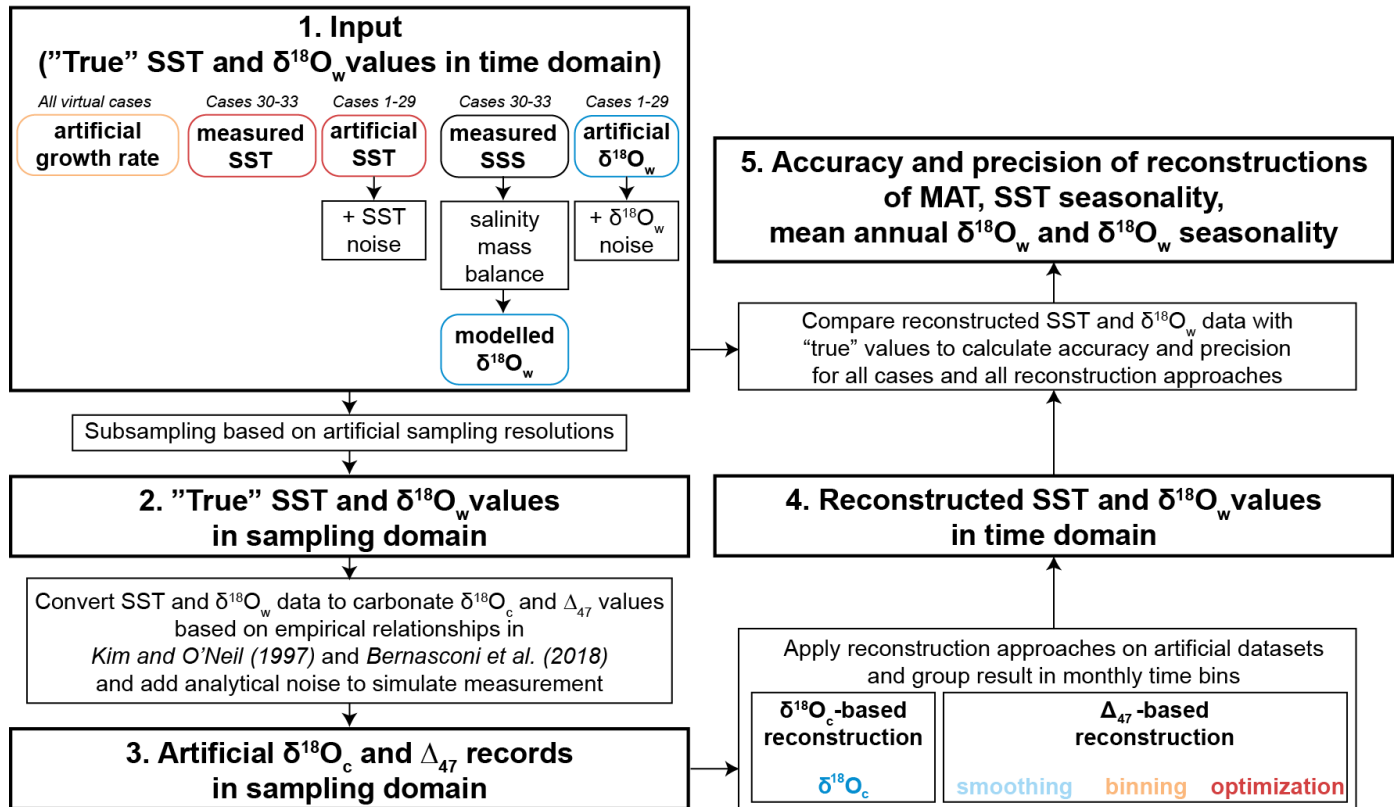 1. Input
(”True” SST and δ¹⁸Ow values in time domain)
All virtual cases
artificial
growth rate
Cases 30-33
measured
SST
Cases 1-29
artificial
SST
+ SST
noise
Cases 30-33
measured
SSS
salinity
mass
balance
modelled
δ¹⁸Ow
Cases 1-29
artificial
δ¹⁸Ow
+ δ¹⁸Ow
noise
Subsampling based on artificial sampling resolutions
2. ”True” SST and δ¹⁸Ow values
in sampling domain
Convert SST and δ¹⁸Ow data to carbonate δ¹⁸Oc and Δ₄₇ values
based on empirical relationships in
Kim and O’Neil (1997) and Bernasconi et al. (2018)
and add analytical noise to simulate measurement
3. Artificial δ¹⁸Oc and Δ₄₇ records
in sampling domain
Apply reconstruction approaches on artificial datasets
and group result in monthly time bins
δ¹⁸Oc-based
reconstruction
δ¹⁸Oc
Δ₄₇ -based
reconstruction
smoothing binning optimization
4. Reconstructed SST and δ¹⁸Ow values
in time domain
Compare reconstructed SST and δ¹⁸Ow data with
“true” values to calculate accuracy and precision
for all cases and all reconstruction approaches
5. Accuracy and precision of reconstructions
of MAT, SST seasonality,
mean annual δ¹⁸Ow and δ¹⁸Ow seasonality